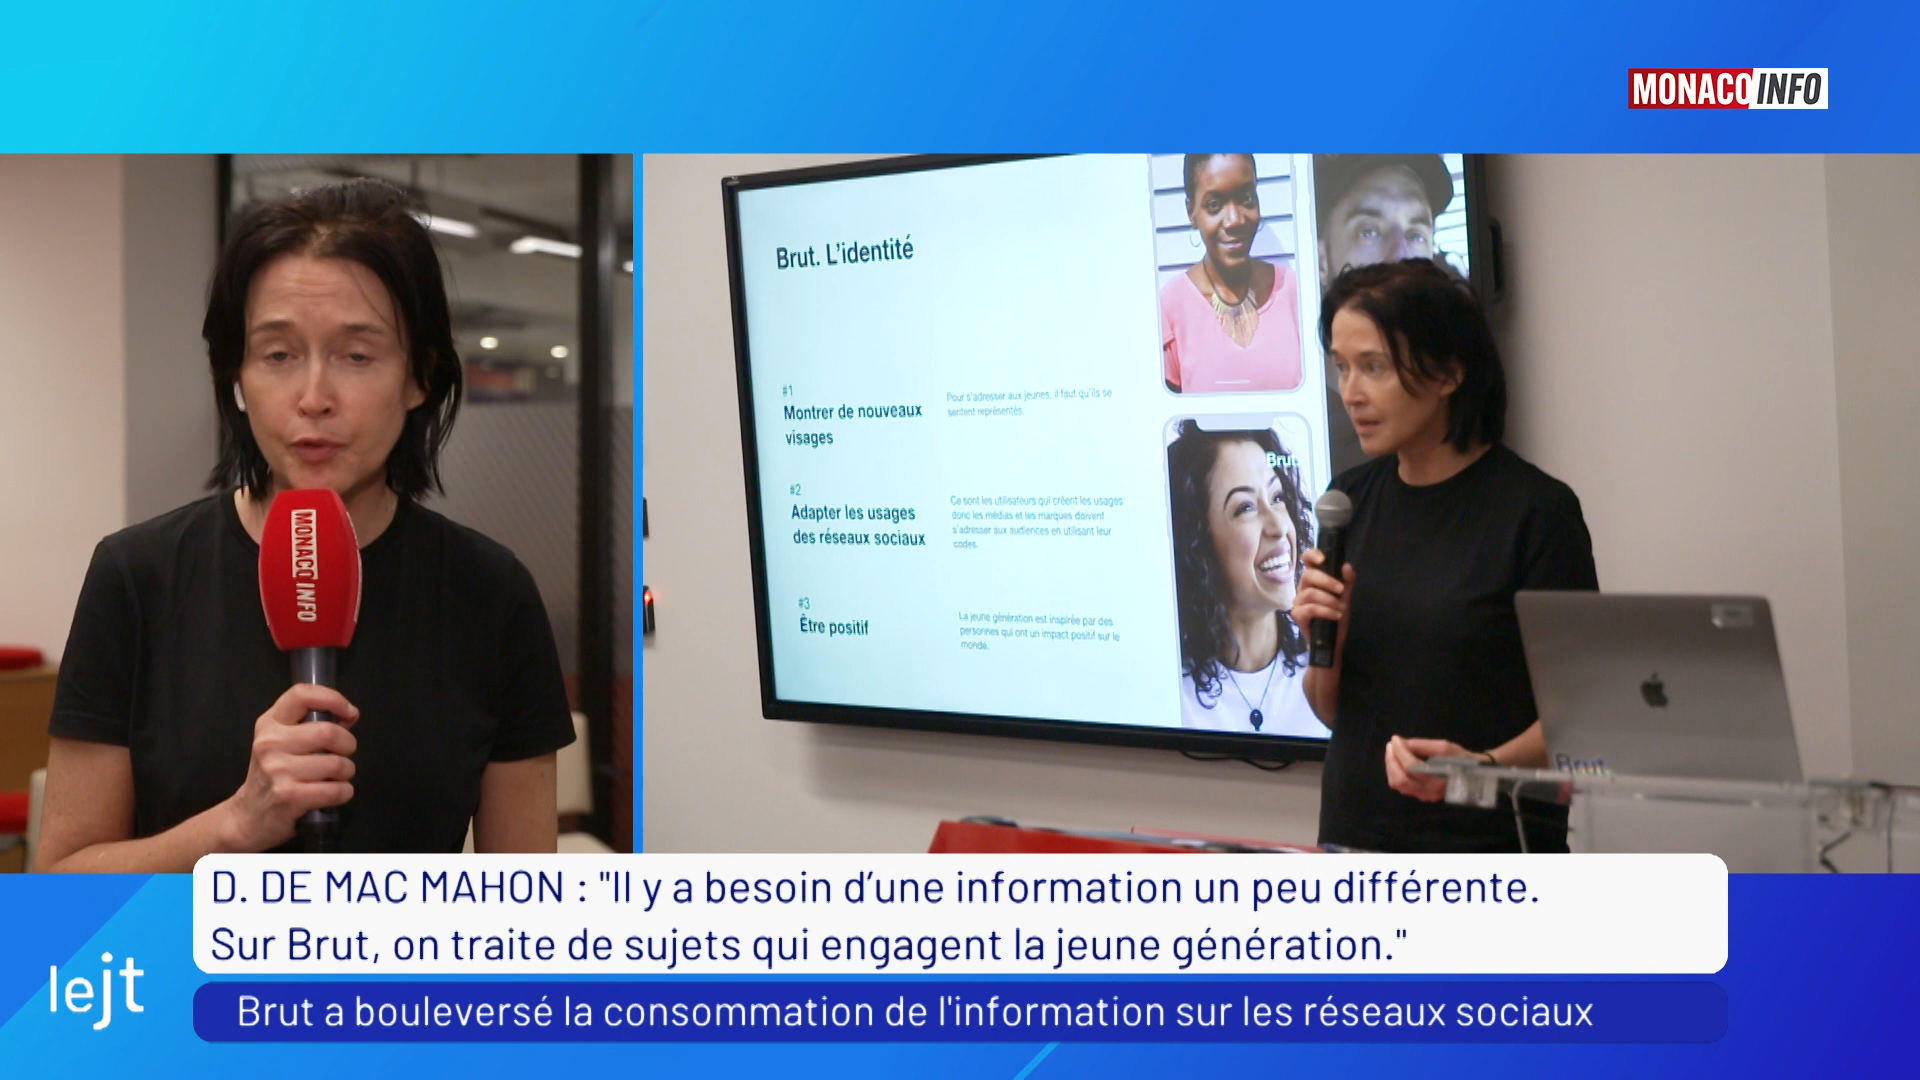 MONACO INFO
Brut. L'identité
#1
Montrer de nouveaux
visages
Pour s'adresser aux jeunes, il faut qu'ils se
sentent représentés.
#2
Adapter les usages
des réseaux sociaux
Ce sont les utilisateurs qui créent les usages
donc les médias et les marques doivent
s'adresser aux audiences en utilisant leur
codes.
#3
Être positif
La jeune génération est inspirée par des
personnes qui ont un impact positif sur le
monde.
Brut.
MONACO INFO
Brut.
D. DE MAC MAHON : "Il y a besoin d’une information un peu différente.
Sur Brut, on traite de sujets qui engagent la jeune génération."
lejt
Brut a bouleversé la consommation de l'information sur les réseaux sociaux